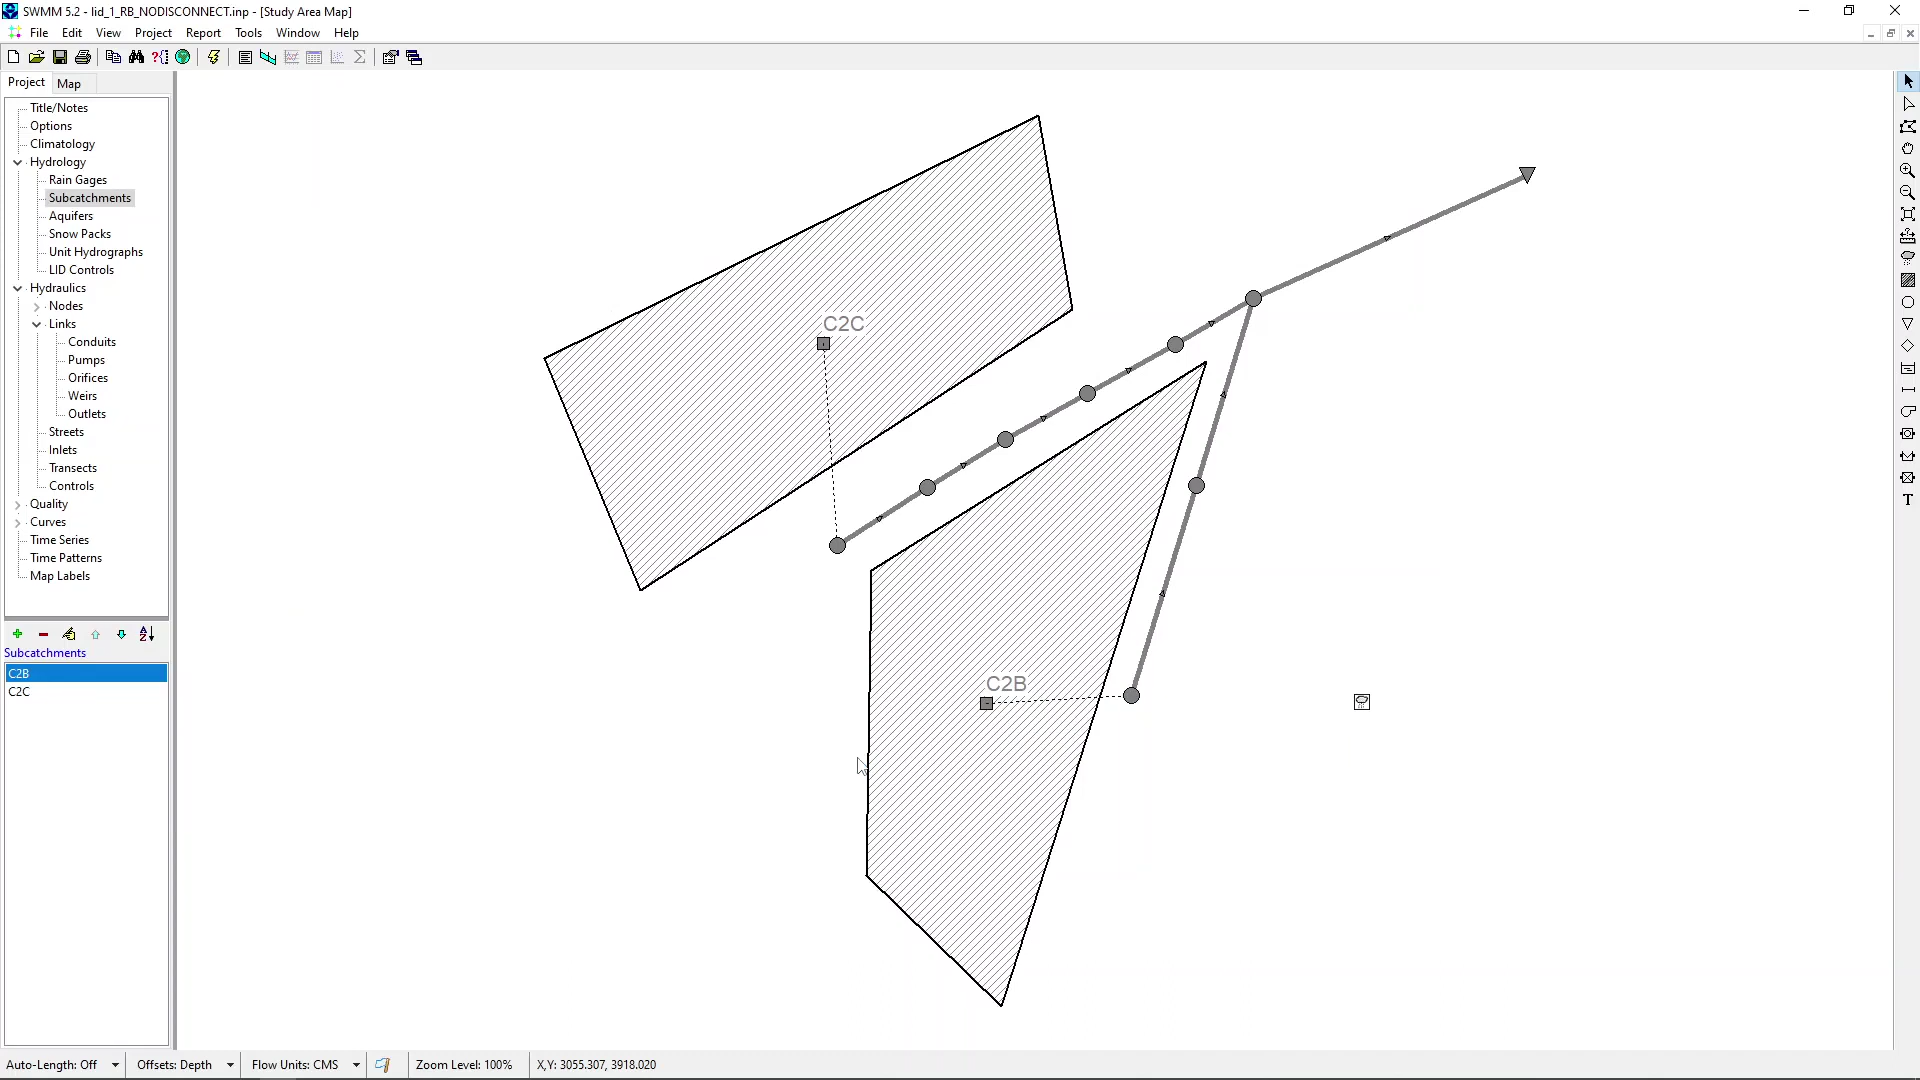 SWMM 5.2 - lid_1_RB_NODISCONNECT.inp - [Study Area Map]
File Edit View Project Report Tools Window Help
Project Map
Title/Notes
Options
Climatology
Hydrology
Rain Gages
Subcatchments
Aquifers
Snow Packs
Unit Hydrographs
LID Controls
Hydraulics
Nodes
Links
Conduits
Pumps
Orifices
Weirs
Outlets
Streets
Inlets
Transects
Controls
Quality
Curves
Time Series
Time Patterns
Map Labels
Subcatchments
C2B
C2C
C2C
C2B
T
Auto-Length: Off Offsets: Depth Flow Units: CMS Zoom Level: 100% X,Y: 3055.307, 3918.020